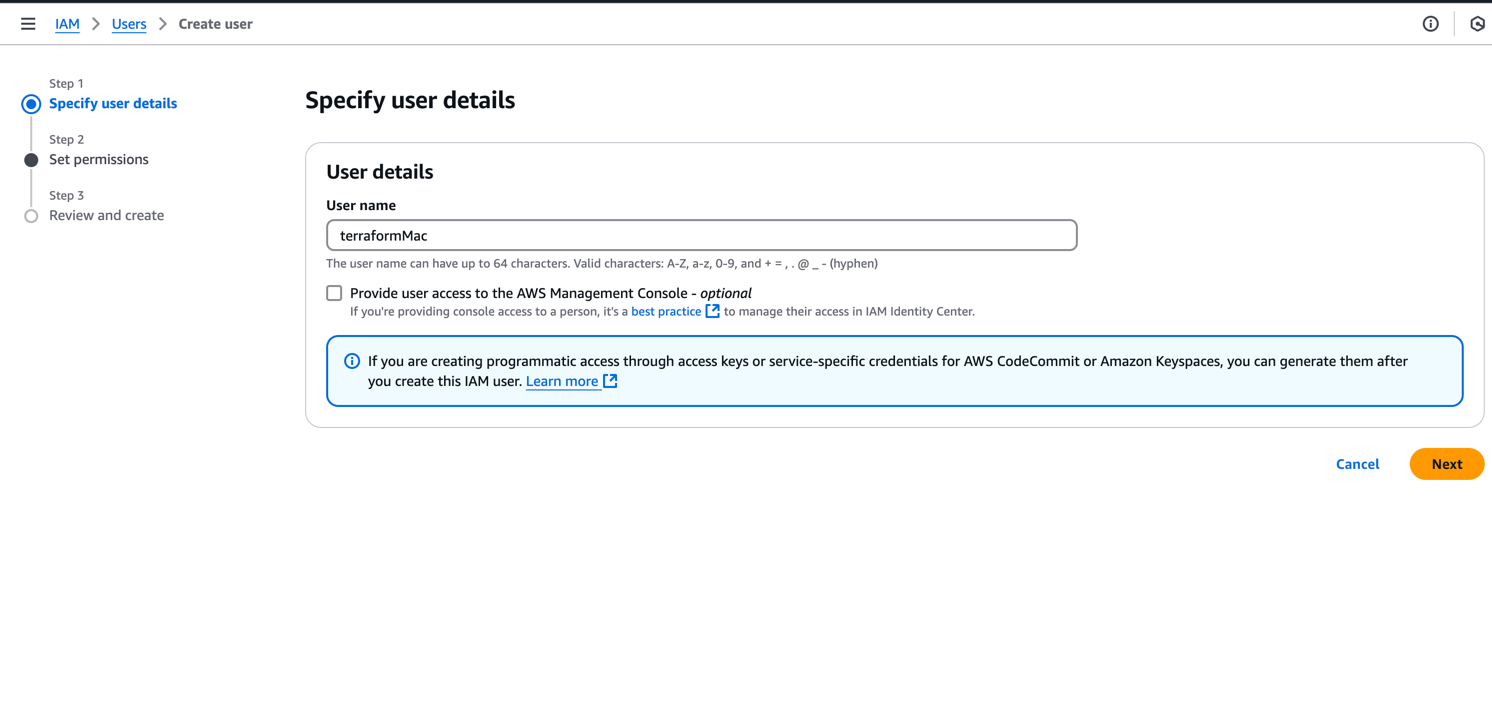 IAM > Users > Create user
Step 1
Specify user details
Step 2
Set permissions
Step 3
Review and create
Specify user details
User details
User name
terraformMac
The user name can have up to 64 characters. Valid characters: A-Z, a-z, 0-9, and + = , . @ _ - (hyphen)
Provide user access to the AWS Management Console - optional
If you're providing console access to a person, it's a best practice to manage their access in IAM Identity Center.
If you are creating programmatic access through access keys or service-specific credentials for AWS CodeCommit or Amazon Keyspaces, you can generate them after
you create this IAM user. Learn more
Cancel
Next